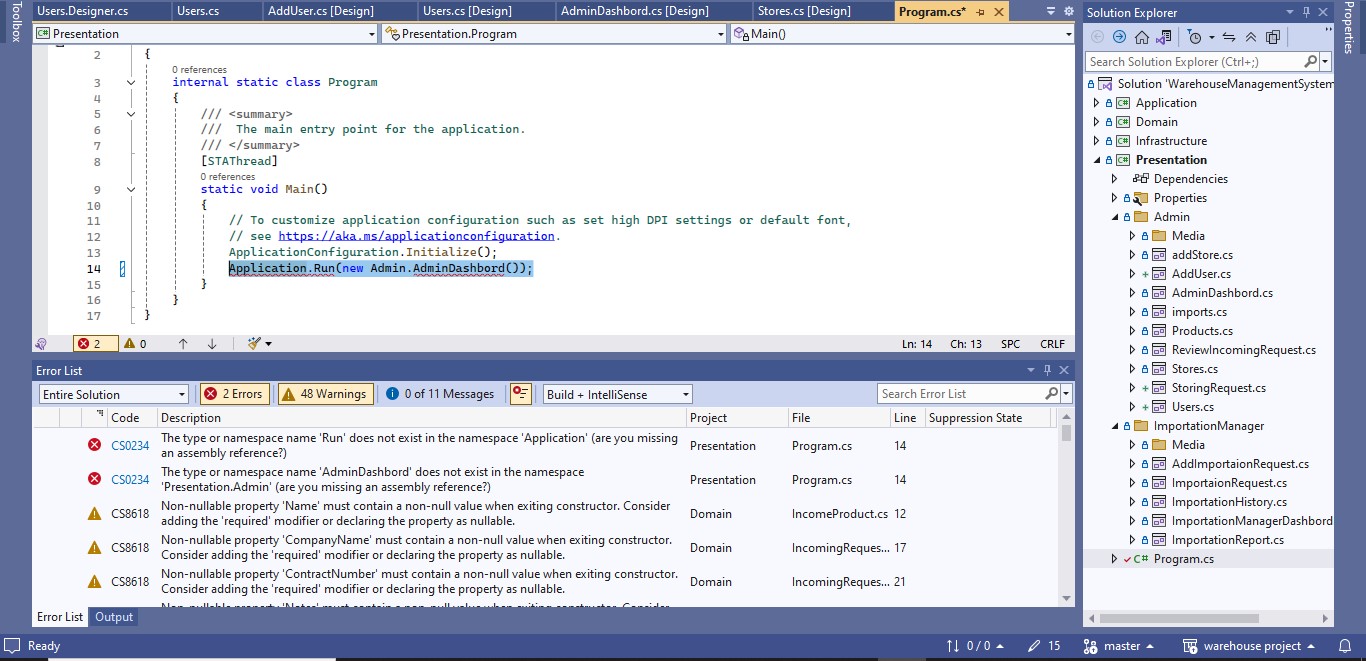 Toolbox
Users.Designer.cs
Users.cs
AddUser.cs [Design]
Users.cs [Design]
AdminDashbord.cs [Design]
Stores.cs [Design]
Program.cs*
Presentation
Presentation.Program
Main()
2 {
0 references
3 internal static class Program
4 {
5 /// <summary>
6 ///  The main entry point for the application.
7 /// </summary>
8 [STAThread]
0 references
9 static void Main()
10 {
11 // To customize application configuration such as set high DPI settings or default font,
12 // see https://aka.ms/applicationconfiguration.
13 ApplicationConfiguration.Initialize();
14 Application.Run(new Admin.AdminDashbord());
15 }
16 }
17 }
2
0
Ln: 14
Ch: 13
SPC
CRLF
Error List
Entire Solution
2 Errors
48 Warnings
0 of 11 Messages
Build + IntelliSense
Search Error List
Code
Description
Project
File
Line
Suppression State
CS0234
The type or namespace name 'Run' does not exist in the namespace 'Application' (are you missing
an assembly reference?)
Presentation
Program.cs
14
CS0234
The type or namespace name 'AdminDashbord' does not exist in the namespace
'Presentation.Admin' (are you missing an assembly reference?)
Presentation
Program.cs
14
CS8618
Non-nullable property 'Name' must contain a non-null value when exiting constructor. Consider
adding the 'required' modifier or declaring the property as nullable.
Domain
IncomeProduct.cs
12
CS8618
Non-nullable property 'CompanyName' must contain a non-null value when exiting constructor.
Consider adding the 'required' modifier or declaring the property as nullable.
Domain
IncomingReques...
17
CS8618
Non-nullable property 'ContractNumber' must contain a non-null value when exiting constructor.
Consider adding the 'required' modifier or declaring the property as nullable.
Domain
IncomingReques...
21
Non-nullable property 'Notes' must contain a non-null value when exiting constructor. Consider
Error List
Output
Solution Explorer
Search Solution Explorer (Ctrl+;)
Solution 'WarehouseManagementSystem
Application
Domain
Infrastructure
Presentation
Dependencies
Properties
Admin
Media
addStore.cs
AddUser.cs
AdminDashbord.cs
imports.cs
Products.cs
ReviewIncomingRequest.cs
Stores.cs
StoringRequest.cs
Users.cs
ImportationManager
Media
AddImportaionRequest.cs
ImportaionRequest.cs
ImportationHistory.cs
ImportationManagerDashbord
ImportationReport.cs
C# Program.cs
Properties
Ready
0 / 0
15
master
warehouse project